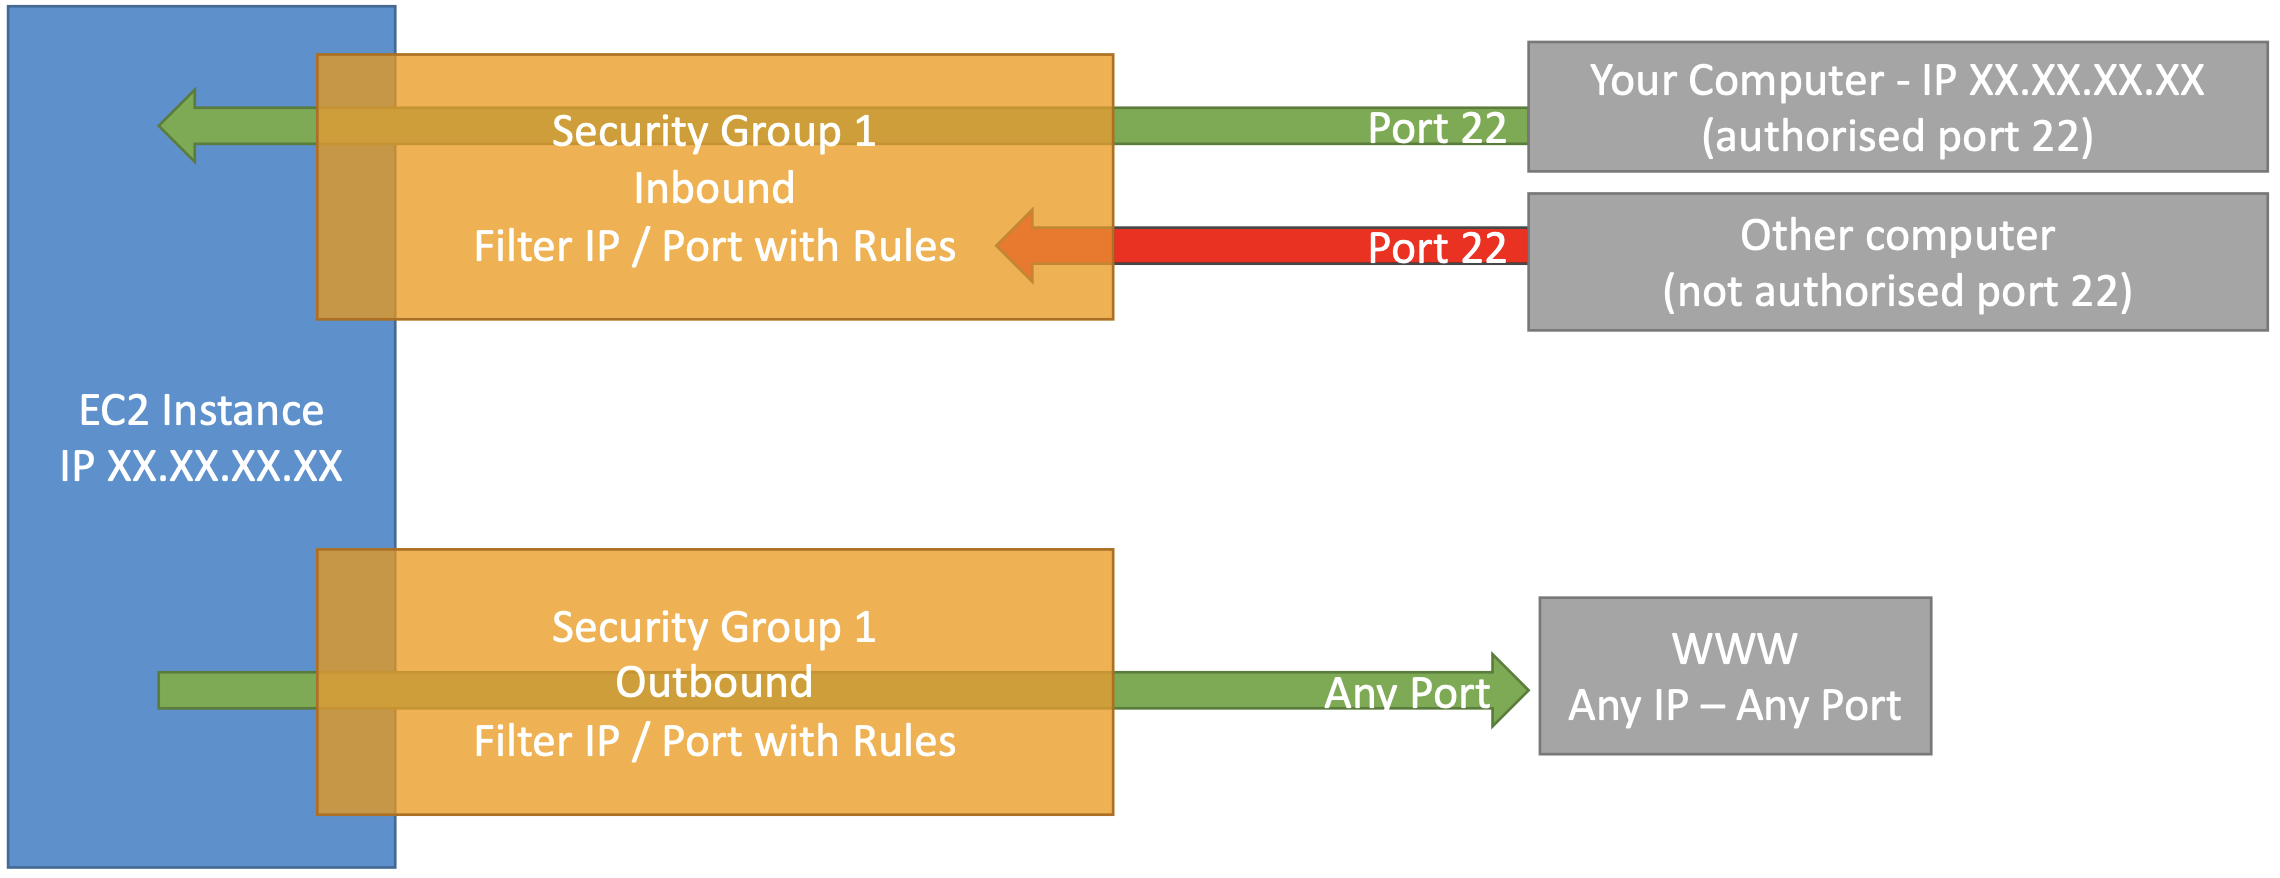 Your Computer - IP XX.XX.XX.XX
(authorised port 22)
Port 22
Security Group 1
Inbound
Filter IP / Port with Rules
Port 22
Other computer
(not authorised port 22)
EC2 Instance
IP XX.XX.XX.XX
Security Group 1
Outbound
Filter IP / Port with Rules
Any Port
WWW
Any IP – Any Port